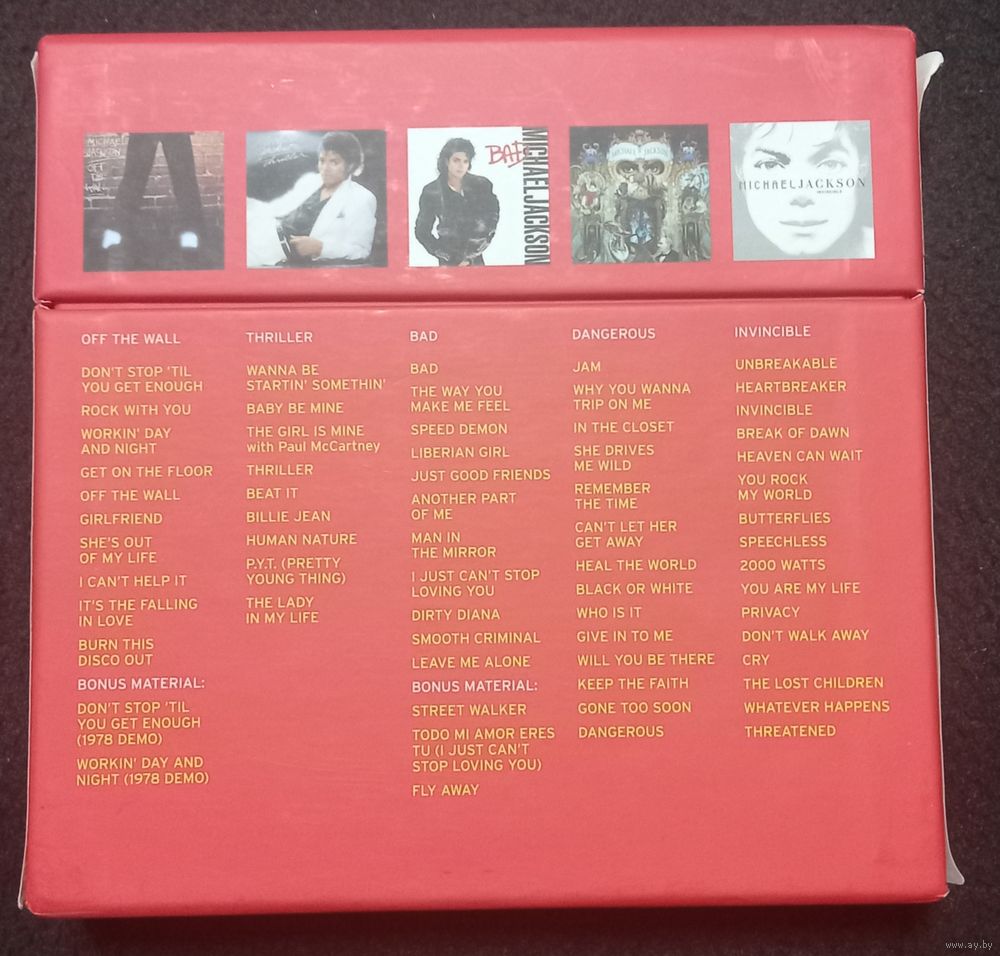 MICHAEL
JACKSON
OFF
THE
WALL
Thriller
BAD
MICHAEL JACKSON
MICHAEL JACKSON
MICHAELJACKSON
INVINCIBLE
OFF THE WALL
DON'T STOP 'TIL
YOU GET ENOUGH
ROCK WITH YOU
WORKIN' DAY
AND NIGHT
GET ON THE FLOOR
OFF THE WALL
GIRLFRIEND
SHE'S OUT
OF MY LIFE
I CAN'T HELP IT
IT'S THE FALLING
IN LOVE
BURN THIS
DISCO OUT
BONUS MATERIAL:
DON'T STOP 'TIL
YOU GET ENOUGH
(1978 DEMO)
WORKIN' DAY AND
NIGHT (1978 DEMO)
THRILLER
WANNA BE
STARTIN' SOMETHIN'
BABY BE MINE
THE GIRL IS MINE
with Paul McCartney
THRILLER
BEAT IT
BILLIE JEAN
HUMAN NATURE
P.Y.T. (PRETTY
YOUNG THING)
THE LADY
IN MY LIFE
BAD
BAD
THE WAY YOU
MAKE ME FEEL
SPEED DEMON
LIBERIAN GIRL
JUST GOOD FRIENDS
ANOTHER PART
OF ME
MAN IN
THE MIRROR
I JUST CAN'T STOP
LOVING YOU
DIRTY DIANA
SMOOTH CRIMINAL
LEAVE ME ALONE
BONUS MATERIAL:
STREET WALKER
TODO MI AMOR ERES
TU (I JUST CAN'T
STOP LOVING YOU)
FLY AWAY
DANGEROUS
JAM
WHY YOU WANNA
TRIP ON ME
IN THE CLOSET
SHE DRIVES
ME WILD
REMEMBER
THE TIME
CAN'T LET HER
GET AWAY
HEAL THE WORLD
BLACK OR WHITE
WHO IS IT
GIVE IN TO ME
WILL YOU BE THERE
KEEP THE FAITH
GONE TOO SOON
DANGEROUS
INVINCIBLE
UNBREAKABLE
HEARTBREAKER
INVINCIBLE
BREAK OF DAWN
HEAVEN CAN WAIT
YOU ROCK
MY WORLD
BUTTERFLIES
SPEECHLESS
2000 WATTS
YOU ARE MY LIFE
PRIVACY
DON'T WALK AWAY
CRY
THE LOST CHILDREN
WHATEVER HAPPENS
THREATENED
www.ay.by